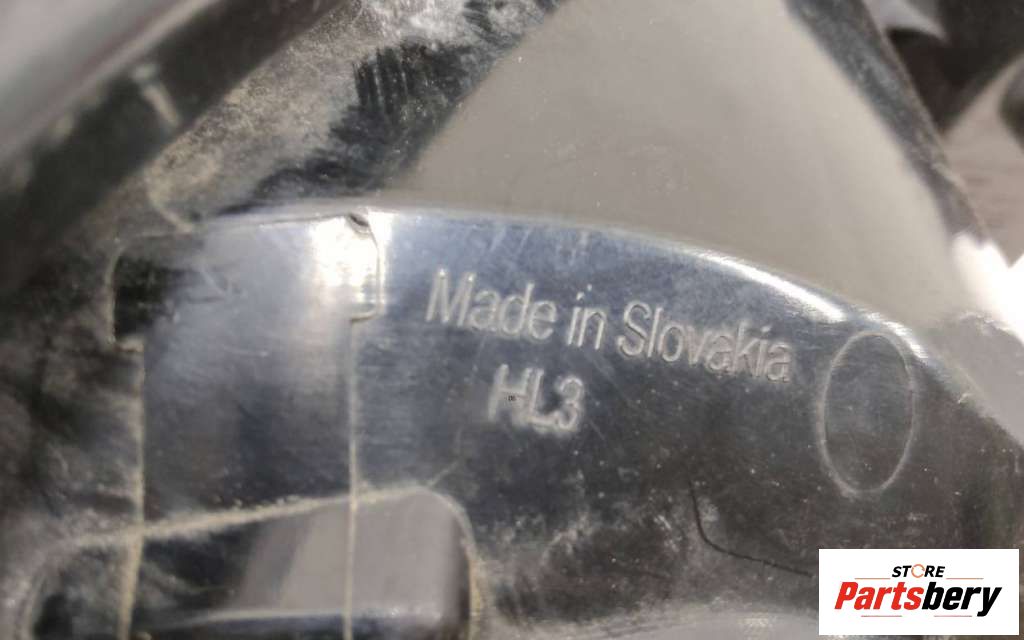 Made in Slovakia
HL3
STORE
Partsbery